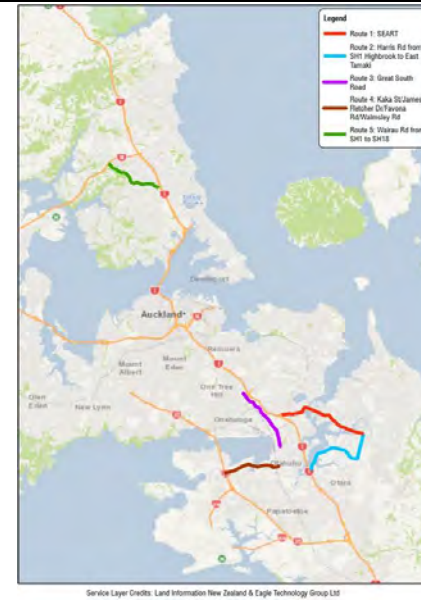 Legend
Route 1: SEART
Route 2: Harris Rd from
SH1 Highbrook to East
Tamaki
Route 3: Great South
Road
Route 4: Kaka St/James
Fletcher Dr/Favona
Rd/Walmsley Rd
Route 5: Wairau Rd from
SH1 to SH18
Devonport
Auckland
Remuera
Mount
Albert
Mount
Eden
Glen
Eden
New Lynn
One Tree
Hill
Onehunga
Otahuhu
Otara
Papatoetoe
Service Layer Credits: Land Information New Zealand & Eagle Technology Group Ltd